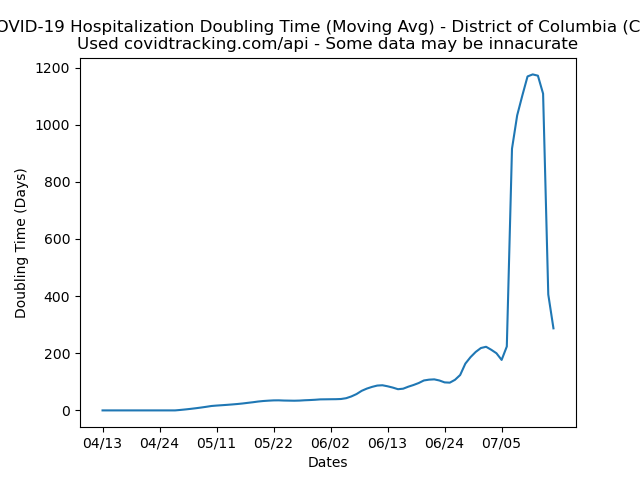 OVID-19 Hospitalization Doubling Time (Moving Avg) - District of Columbia (C
Used covidtracking.com/api - Some data may be innacurate
1200
1000
800
600
400
200
0
Doubling Time (Days)
04/13 04/24 05/11 05/22 06/02 06/13 06/24 07/05
Dates